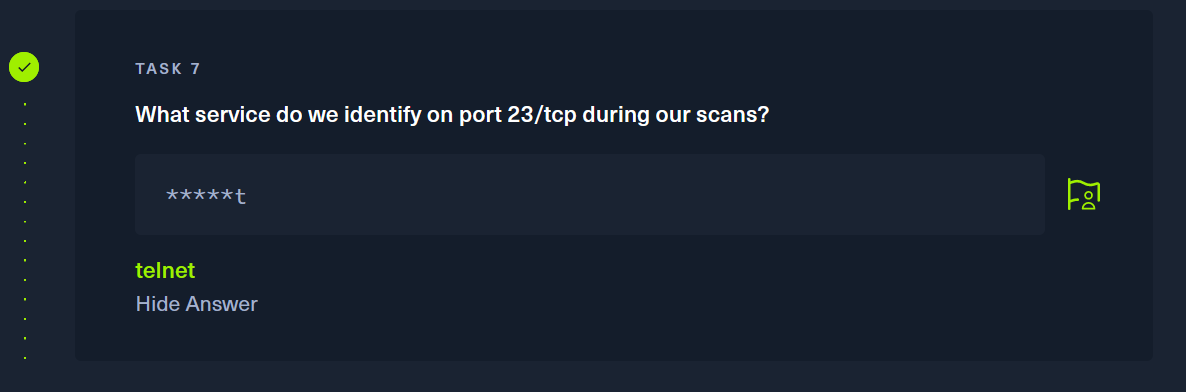 TASK 7
What service do we identify on port 23/tcp during our scans?
*****t
telnet
Hide Answer